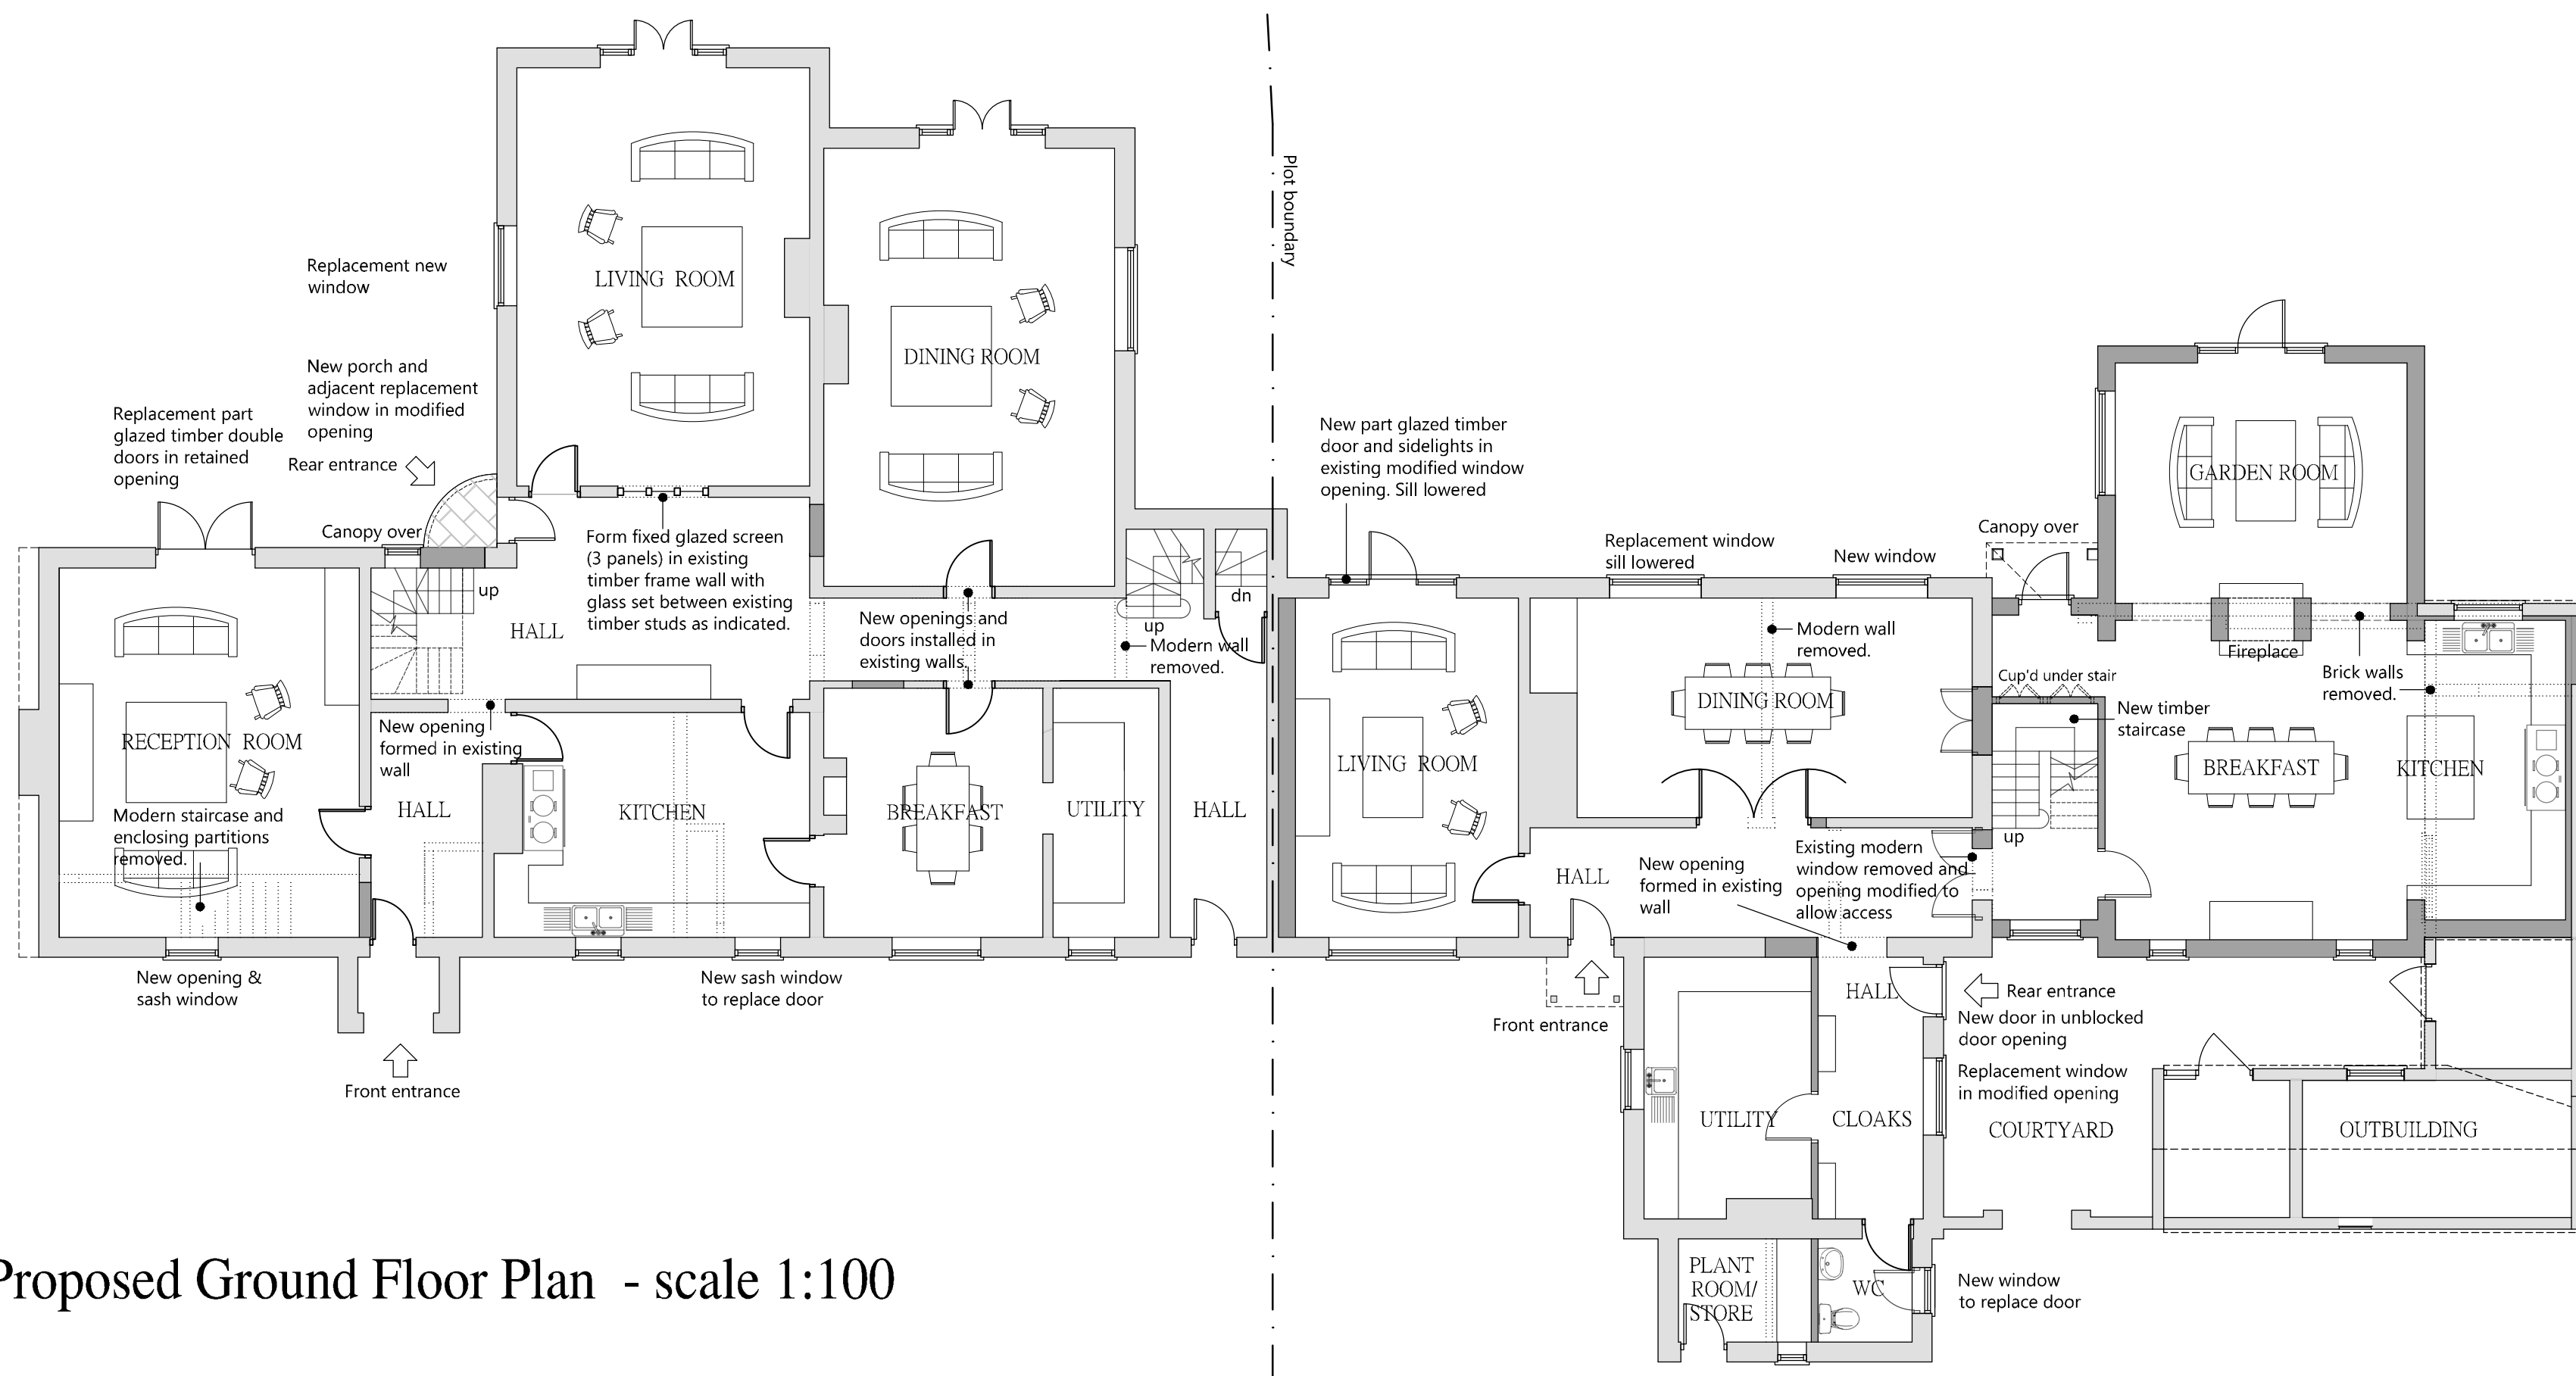 Plot boundary
Replacement new
window
New porch and
adjacent replacement
window in modified
opening
Replacement part
glazed timber double
doors in retained
opening
Rear entrance
Canopy over
LIVING ROOM
DINING ROOM
Form fixed glazed screen
(3 panels) in existing
timber frame wall with
glass set between existing
timber studs as indicated.
up
HALL
New openings and
doors installed in
existing walls.
dn
up
Modern wall
removed.
RECEPTION ROOM
New opening
formed in existing
wall
Modern staircase and
enclosing partitions
removed.
HALL
KITCHEN
BREAKFAST
UTILITY
HALL
New opening &
sash window
New sash window
to replace door
Front entrance
New part glazed timber
door and sidelights in
existing modified window
opening. Sill lowered
Replacement window
sill lowered
New window
Canopy over
GARDEN ROOM
Modern wall
removed.
Fireplace
Cup'd under stair
Brick walls
removed.
New timber
staircase
DINING ROOM
LIVING ROOM
BREAKFAST
KITCHEN
up
HALL
New opening
formed in existing
wall
Existing modern
window removed and
opening modified to
allow access
Front entrance
HALL
Rear entrance
New door in unblocked
door opening
Replacement window
in modified opening
UTILITY
CLOAKS
COURTYARD
OUTBUILDING
PLANT
ROOM/
STORE
WC
New window
to replace door
Proposed Ground Floor Plan - scale 1:100